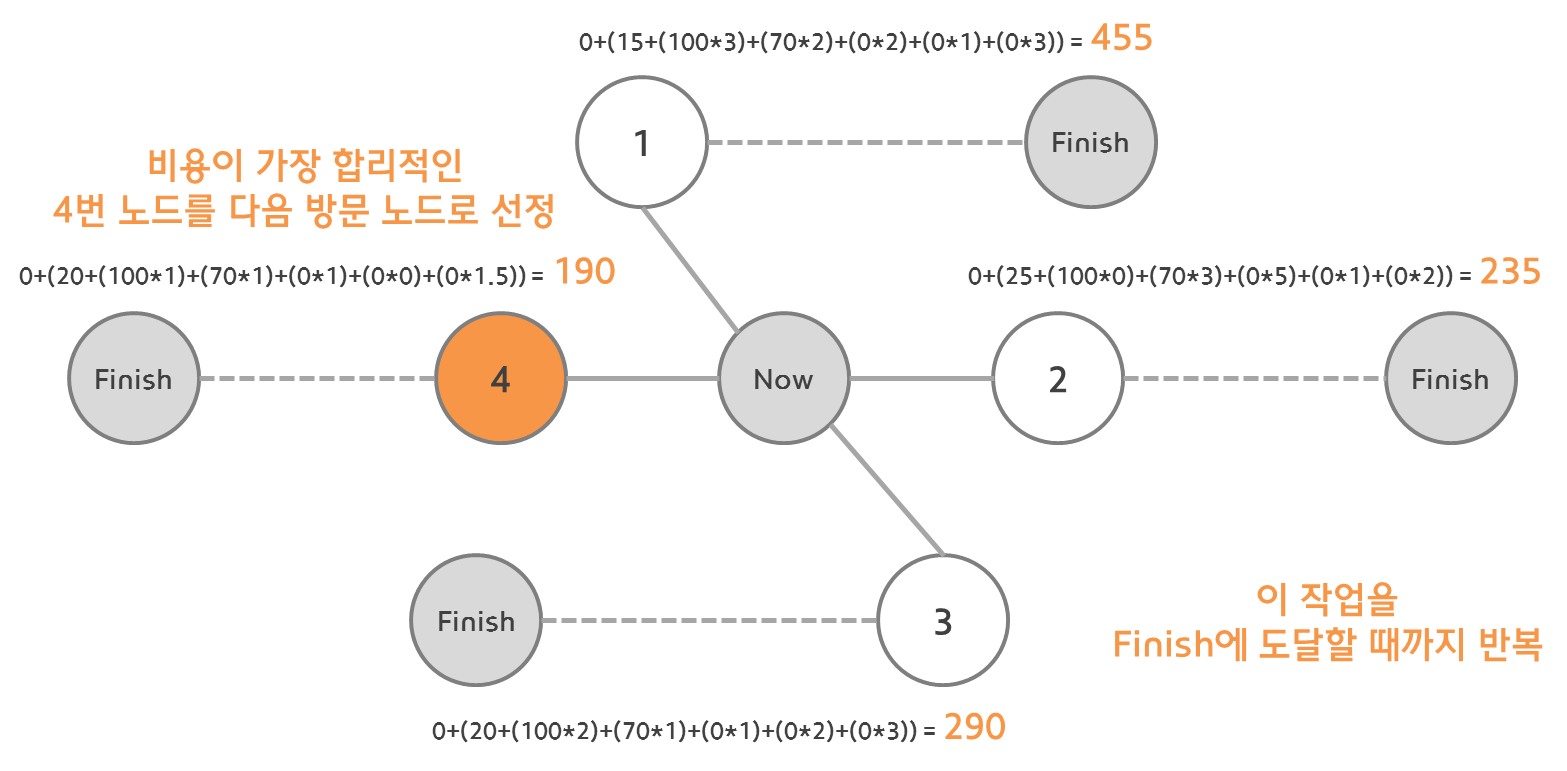 0+(15+(100*3)+(70*2)+(0*2)+(0*1)+(0*3)) = 455
1
Finish
비용이 가장 합리적인
4번 노드를 다음 방문 노드로 선정
0+(20+(100*1)+(70*1)+(0*1)+(0*0)+(0*1.5)) = 190
0+(25+(100*0)+(70*3)+(0*5)+(0*1)+(0*2)) = 235
Finish
4
Now
2
Finish
Finish
3
이 작업을
Finish에 도달할 때까지 반복
0+(20+(100*2)+(70*1)+(0*1)+(0*2)+(0*3)) = 290